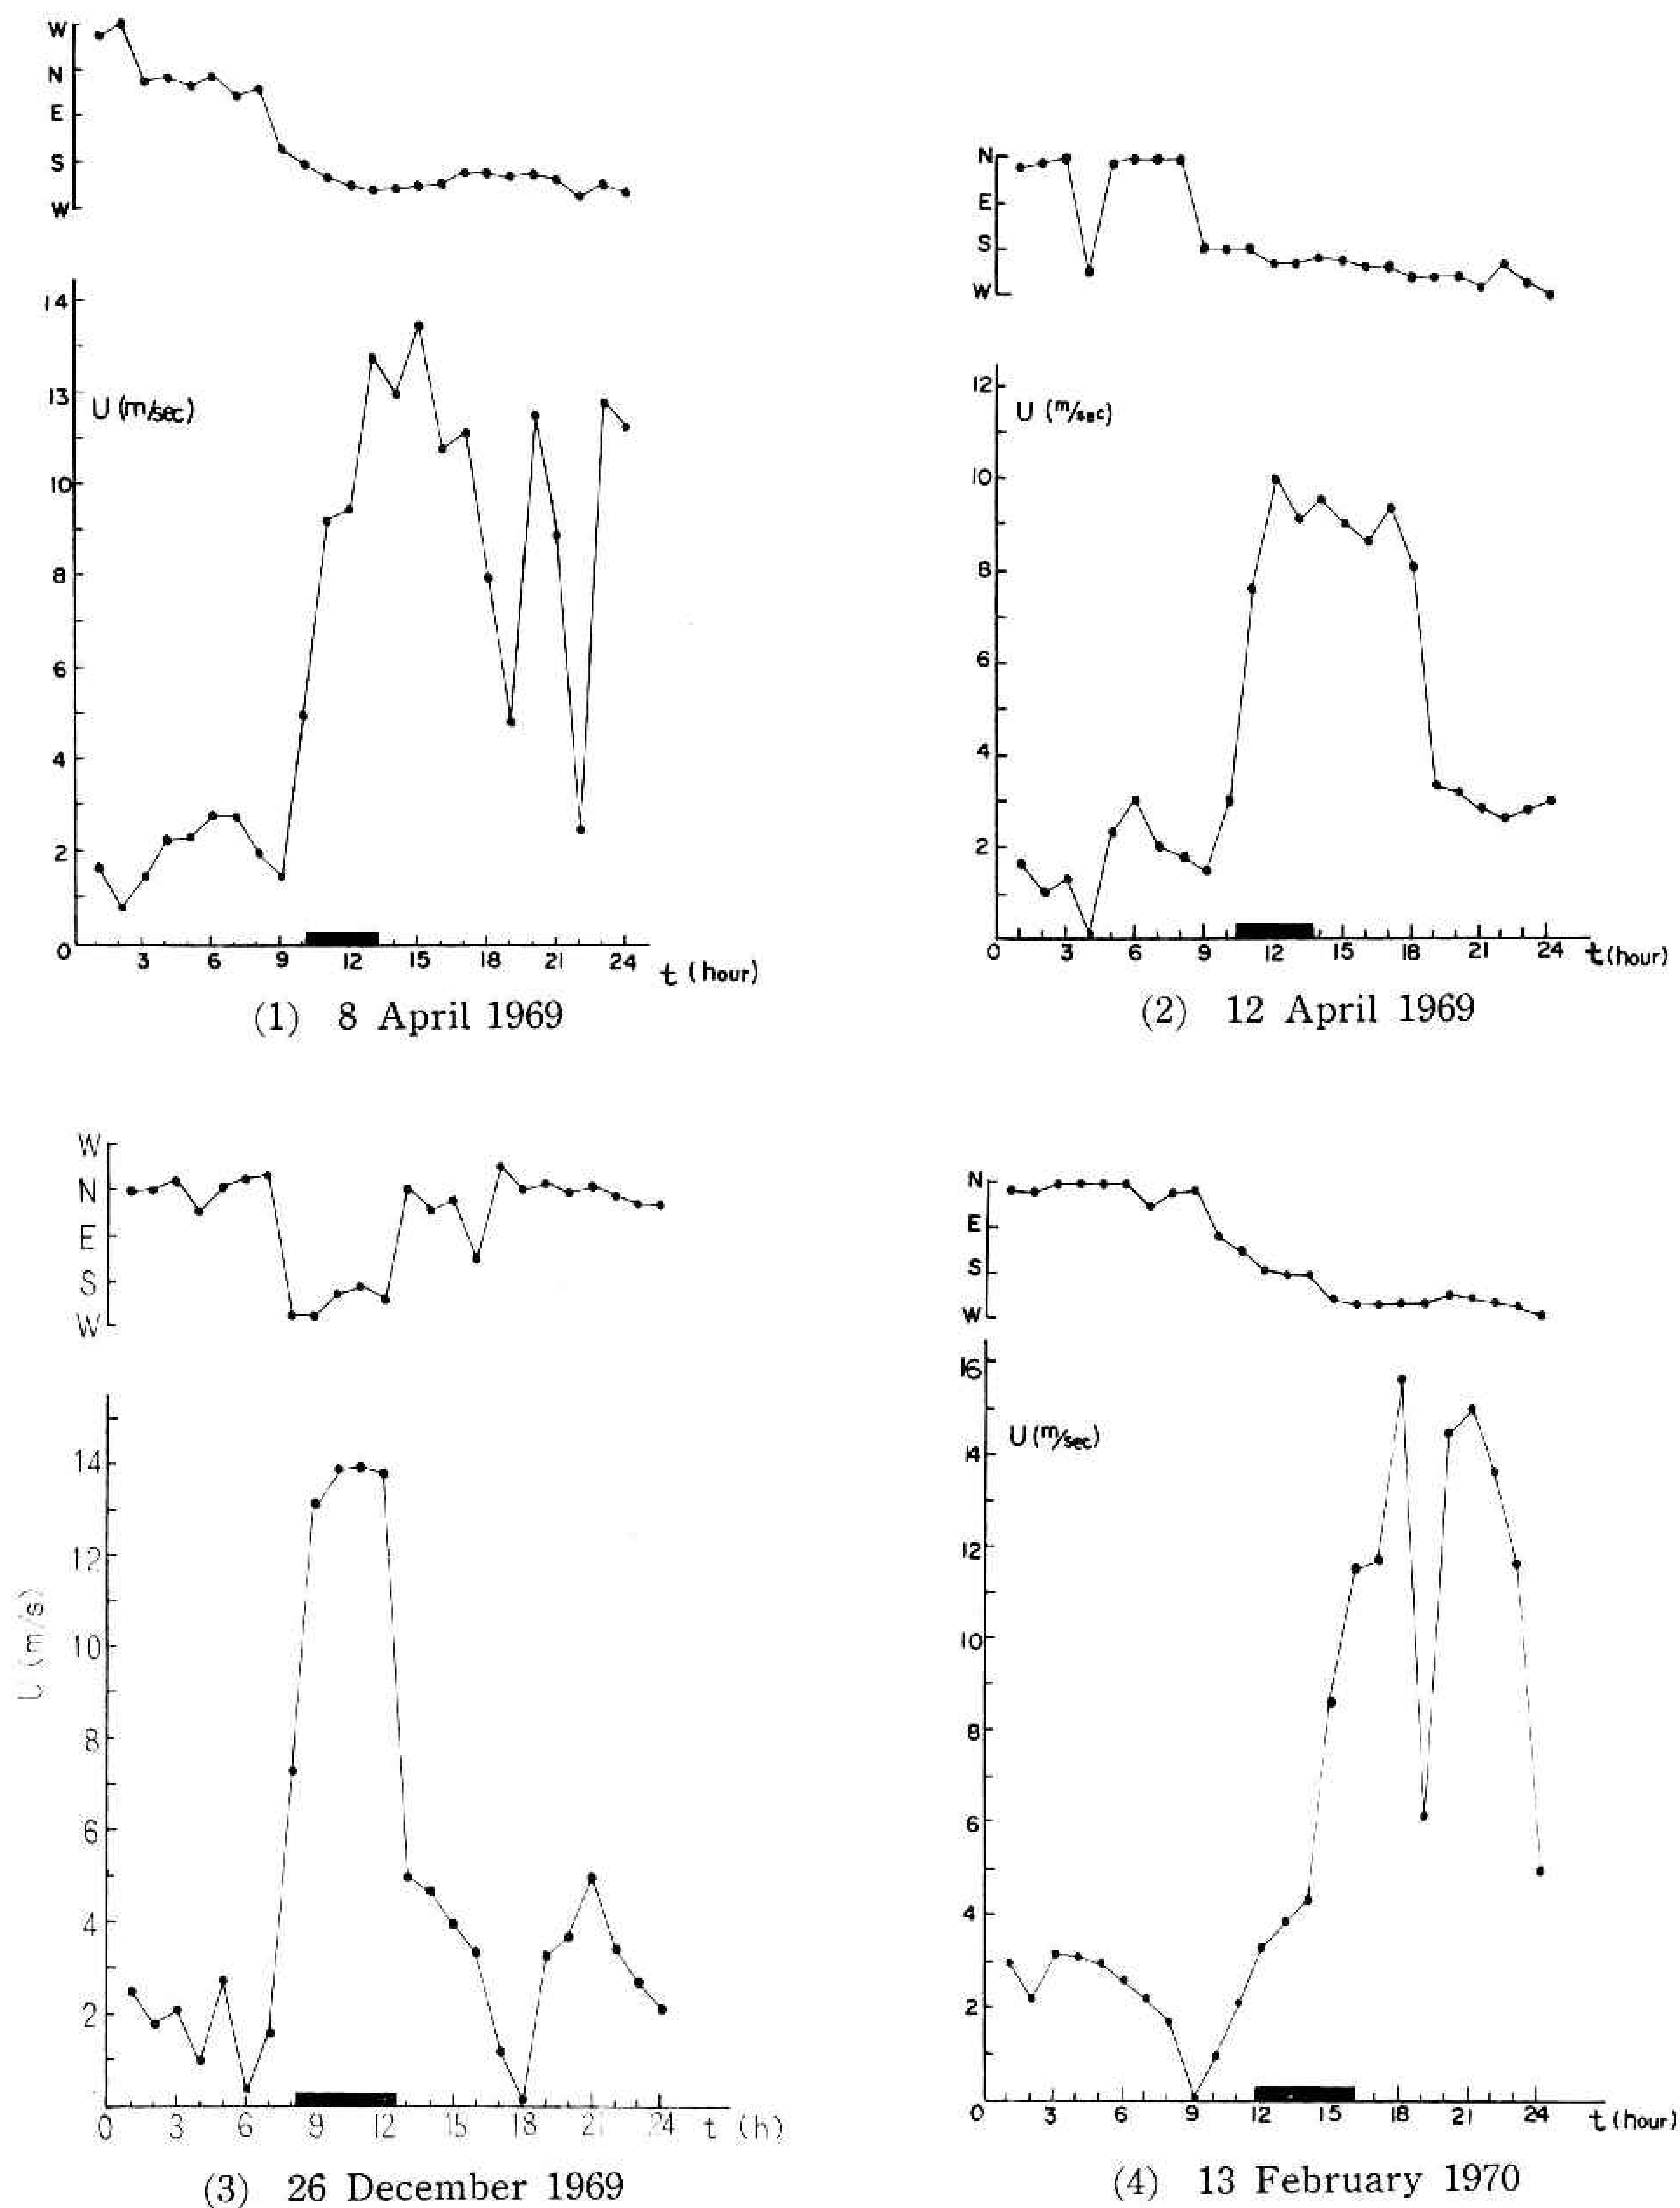 W
N
E
S
W
14
13
U (m/sec)
10
8
6
4
2
0
3
6
9
12
15
18
21
24
t (hour)
(1) 8 April 1969
N
E
S
W
12
U (m/sec)
10
8
6
4
2
0
3
6
9
12
15
18
21
24
t (hour)
(2) 12 April 1969
W
N
E
S
W
14
12
10
8
6
4
2
U (m/s)
0
3
6
9
12
15
18
21
24
t (h)
(3) 26 December 1969
N
E
S
W
16
U (m/sec)
14
12
10
8
6
4
2
0
3
6
9
12
15
18
21
24
t (hour)
(4) 13 February 1970